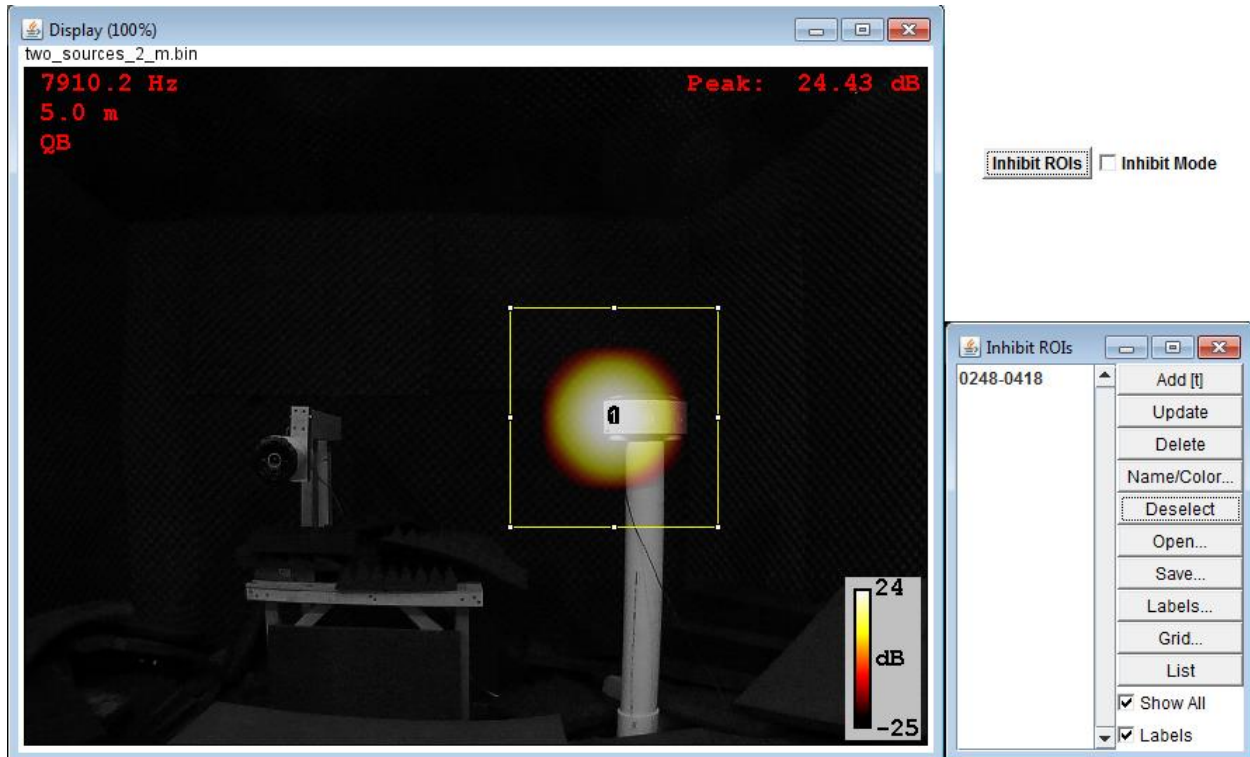 Display (100%)
two_sources_2_m.bin
7910.2 Hz
Peak: 24.43 dB
5.0 m
QB
1
24
dB
-25
Inhibit ROIs
Inhibit Mode
Inhibit ROIs
0248-0418
Add [t]
Update
Delete
Name/Color...
Deselect
Open...
Save...
Labels...
Grid...
List
Show All
Labels